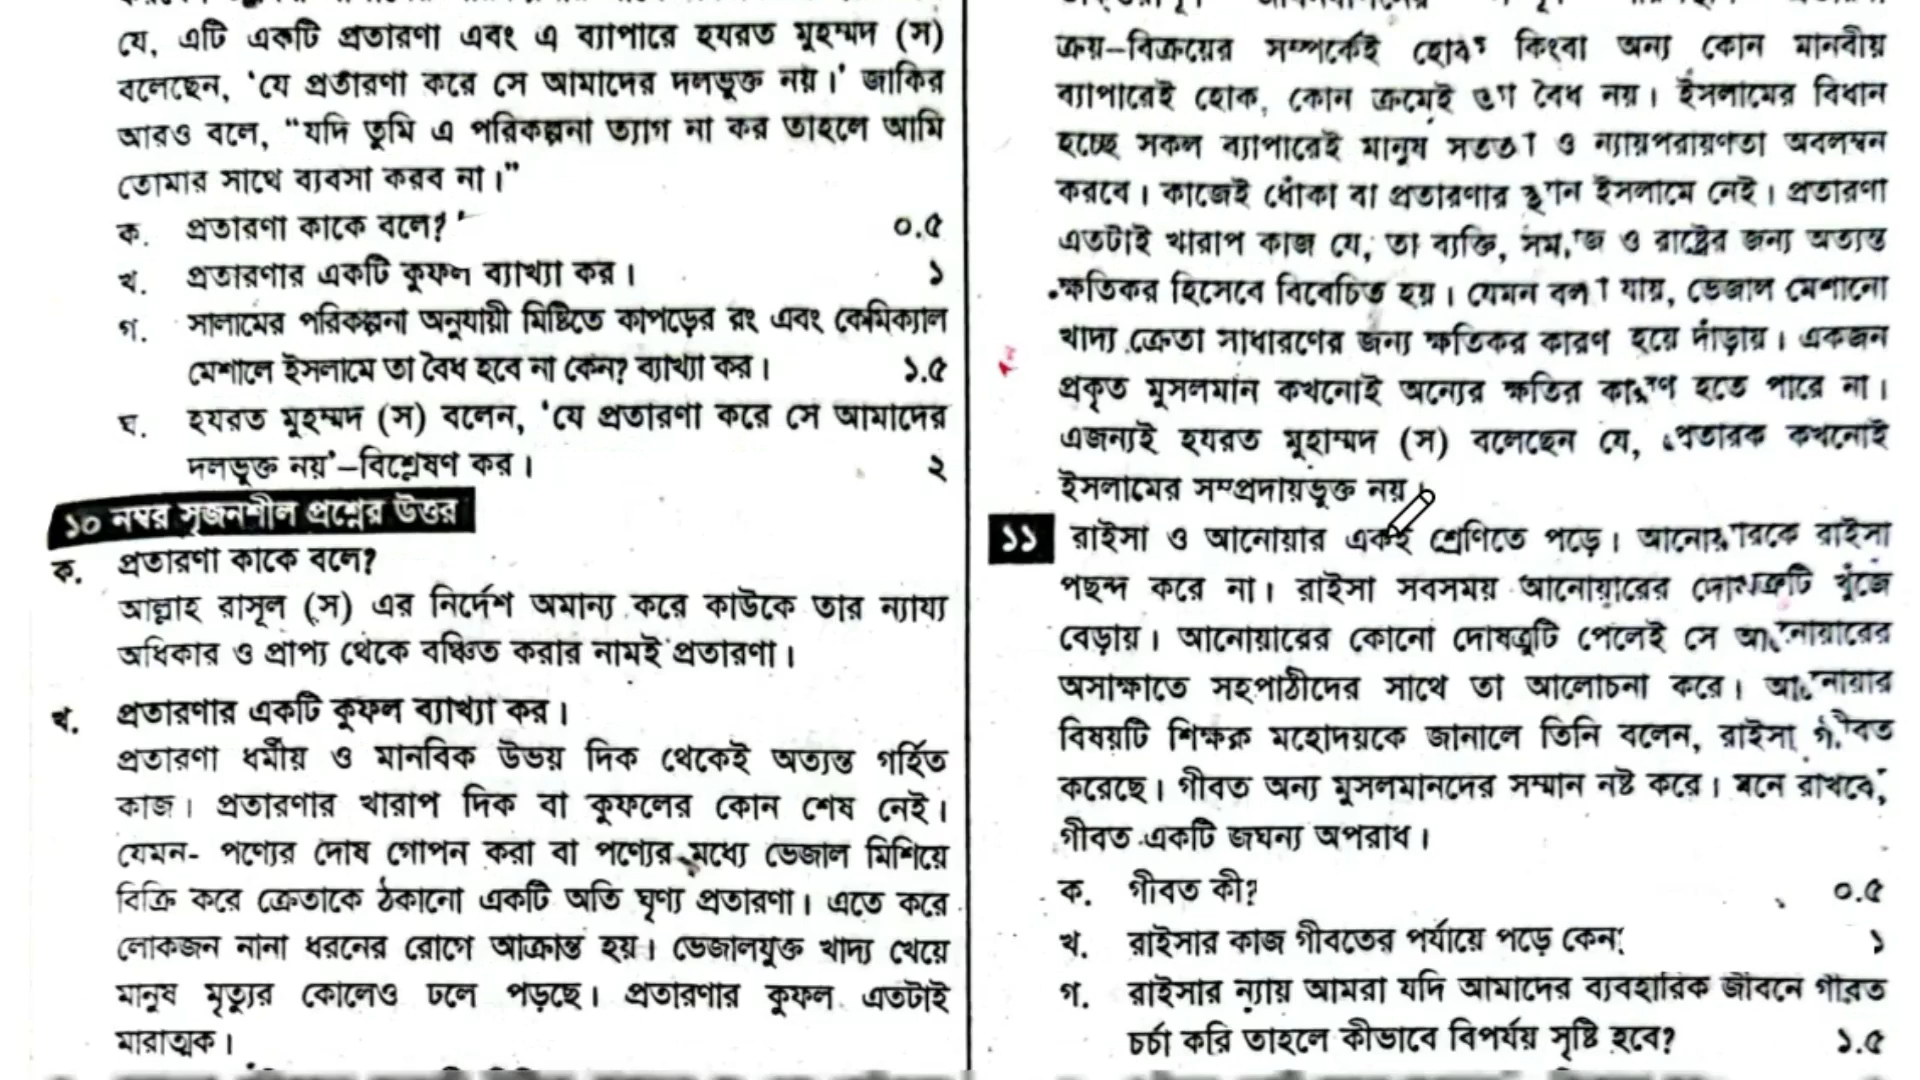 যে, এটি একটি প্রতারণা এবং এ ব্যাপারে হযরত মুহম্মদ (স)
বলেছেন, 'যে প্রতারণা করে সে আমাদের দলভুক্ত নয়।' জাকির
আরও বলে, "যদি তুমি এ পরিকল্পনা ত্যাগ না কর তাহলে আমি
তোমার সাথে ব্যবসা করব না।"
ক. প্রতারণা কাকে বলে? ০.৫
খ. প্রতারণার একটি কুফল ব্যাখ্যা কর। ১
গ. সালামের পরিকল্পনা অনুযায়ী মিষ্টিতে কাপড়ের রং এবং কেমিক্যাল
মেশালে ইসলামে তা বৈধ হবে না কেন? ব্যাখ্যা কর। ১.৫
ঘ. হযরত মুহম্মদ (স) বলেন, 'যে প্রতারণা করে সে আমাদের
দলভুক্ত নয়'–বিশ্লেষণ কর। ২
১০ নম্বর সৃজনশীল প্রশ্নের উত্তর
ক. প্রতারণা কাকে বলে?
আল্লাহ রাসূল (স) এর নির্দেশ অমান্য করে কাউকে তার ন্যায্য
অধিকার ও প্রাপ্য থেকে বঞ্চিত করার নামই প্রতারণা।
খ. প্রতারণার একটি কুফল ব্যাখ্যা কর।
প্রতারণা ধর্মীয় ও মানবিক উভয় দিক থেকেই অত্যন্ত গর্হিত
কাজ। প্রতারণার খারাপ দিক বা কুফলের কোন শেষ নেই।
যেমন- পণ্যের দোষ গোপন করা বা পণ্যের মধ্যে ভেজাল মিশিয়ে
বিক্রি করে ক্রেতাকে ঠকানো একটি অতি ঘৃণ্য প্রতারণা। এতে করে
লোকজন নানা ধরনের রোগে আক্রান্ত হয়। ভেজালযুক্ত খাদ্য খেয়ে
মানুষ মৃত্যুর কোলেও ঢলে পড়ছে। প্রতারণার কুফল এতটাই
মারাত্মক।
ক্রয়–বিক্রয়ের সম্পর্কেই হোক কিংবা অন্য কোন মানবীয়
ব্যাপারেই হোক, কোন ক্রমেই তা বৈধ নয়। ইসলামের বিধান
হচ্ছে সকল ব্যাপারেই মানুষ সততা ও ন্যায়পরায়ণতা অবলম্বন
করবে। কাজেই ধোঁকা বা প্রতারণার স্থান ইসলামে নেই। প্রতারণা
এতটাই খারাপ কাজ যে, তা ব্যক্তি, সমাজ ও রাষ্ট্রের জন্য অত্যন্ত
ক্ষতিকর হিসেবে বিবেচিত হয়। যেমন বলা যায়, ভেজাল মেশানো
খাদ্য ক্রেতা সাধারণের জন্য ক্ষতিকর কারণ হয়ে দাঁড়ায়। একজন
প্রকৃত মুসলমান কখনোই অন্যের ক্ষতির কারণ হতে পারে না।
এজন্যই হযরত মুহাম্মদ (স) বলেছেন যে, প্রতারক কখনোই
ইসলামের সম্প্রদায়ভুক্ত নয়।
১১ রাইসা ও আনোয়ার একই শ্রেণিতে পড়ে। আনোয়ারকে রাইসা
পছন্দ করে না। রাইসা সবসময় আনোয়ারের দোষত্রুটি খুঁজে
বেড়ায়। আনোয়ারের কোনো দোষত্রুটি পেলেই সে আনোয়ারের
অসাক্ষাতে সহপাঠীদের সাথে তা আলোচনা করে। আনোয়ার
বিষয়টি শিক্ষক মহোদয়কে জানালে তিনি বলেন, রাইসা গীবত
করেছে। গীবত অন্য মুসলমানদের সম্মান নষ্ট করে। মনে রাখবে,
গীবত একটি জঘন্য অপরাধ।
ক. গীবত কী? ০.৫
খ. রাইসার কাজ গীবতের পর্যায়ে পড়ে কেন? ১
গ. রাইসার ন্যায় আমরা যদি আমাদের ব্যবহারিক জীবনে গীবত
চর্চা করি তাহলে কীভাবে বিপর্যয় সৃষ্টি হবে? ১.৫